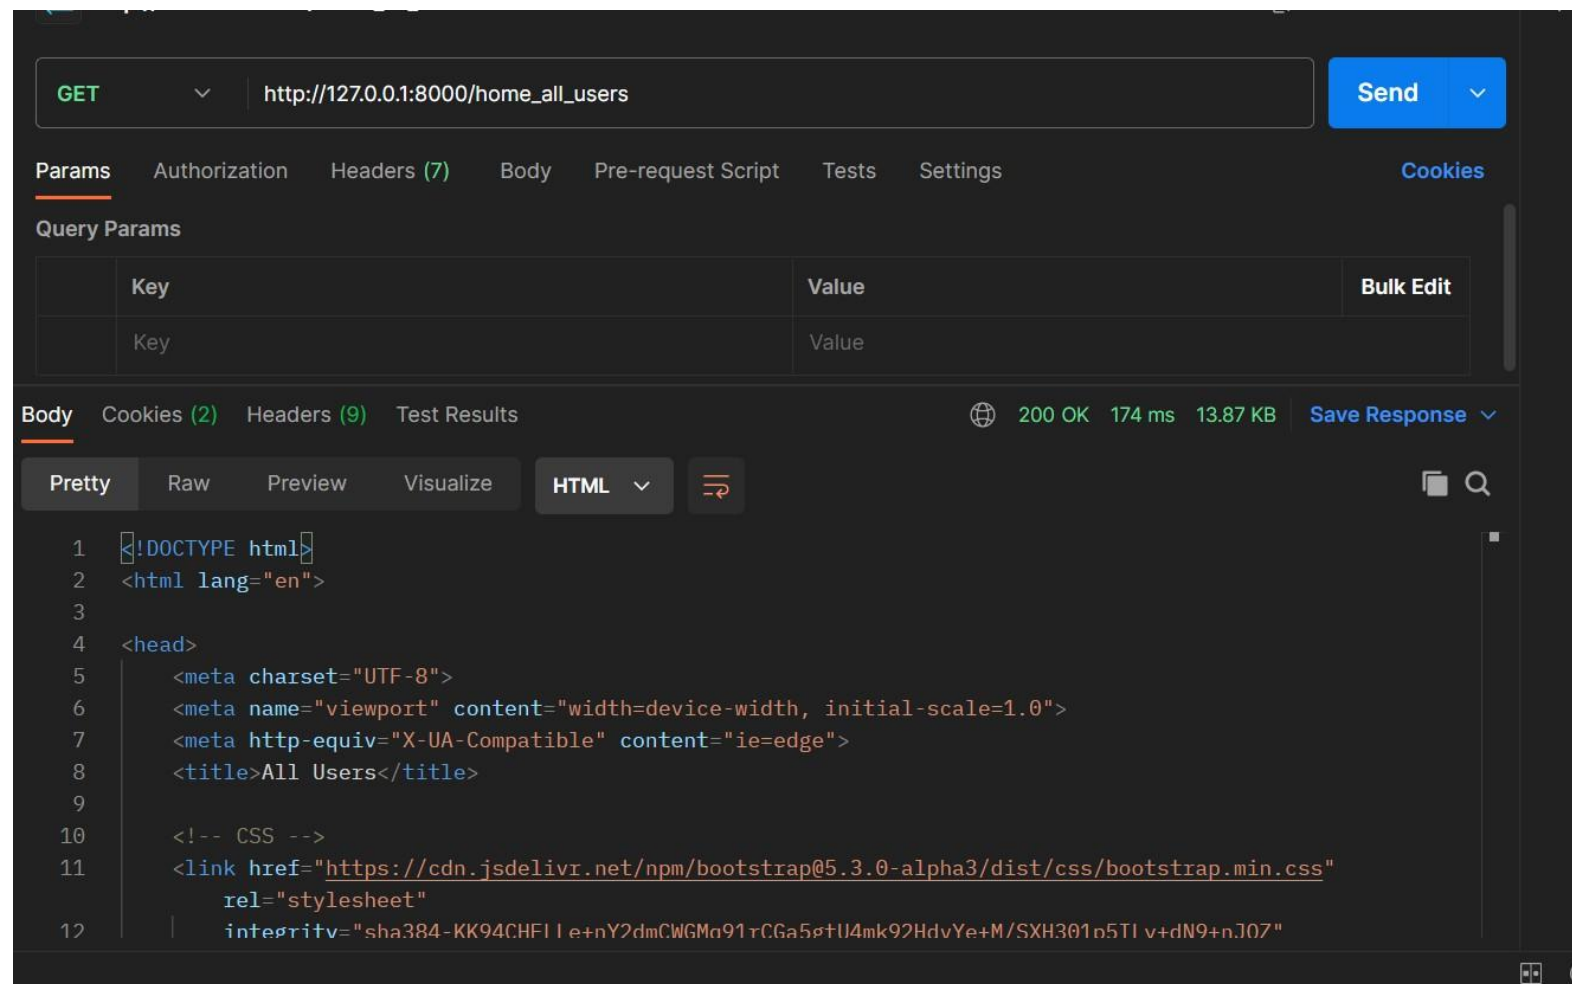 GET http://127.0.0.1:8000/home_all_users Send
Params Authorization Headers (7) Body Pre-request Script Tests Settings Cookies
Query Params
Key Value Bulk Edit
Key Value
Body Cookies (2) Headers (9) Test Results 200 OK 174 ms 13.87 KB Save Response
Pretty Raw Preview Visualize HTML
1 <!DOCTYPE html>
2 <html lang="en">
3
4 <head>
5 <meta charset="UTF-8">
6 <meta name="viewport" content="width=device-width, initial-scale=1.0">
7 <meta http-equiv="X-UA-Compatible" content="ie=edge">
8 <title>All Users</title>
9
10 <!-- CSS -->
11 <link href="https://cdn.jsdelivr.net/npm/bootstrap@5.3.0-alpha3/dist/css/bootstrap.min.css"
rel="stylesheet"
12 integrity=